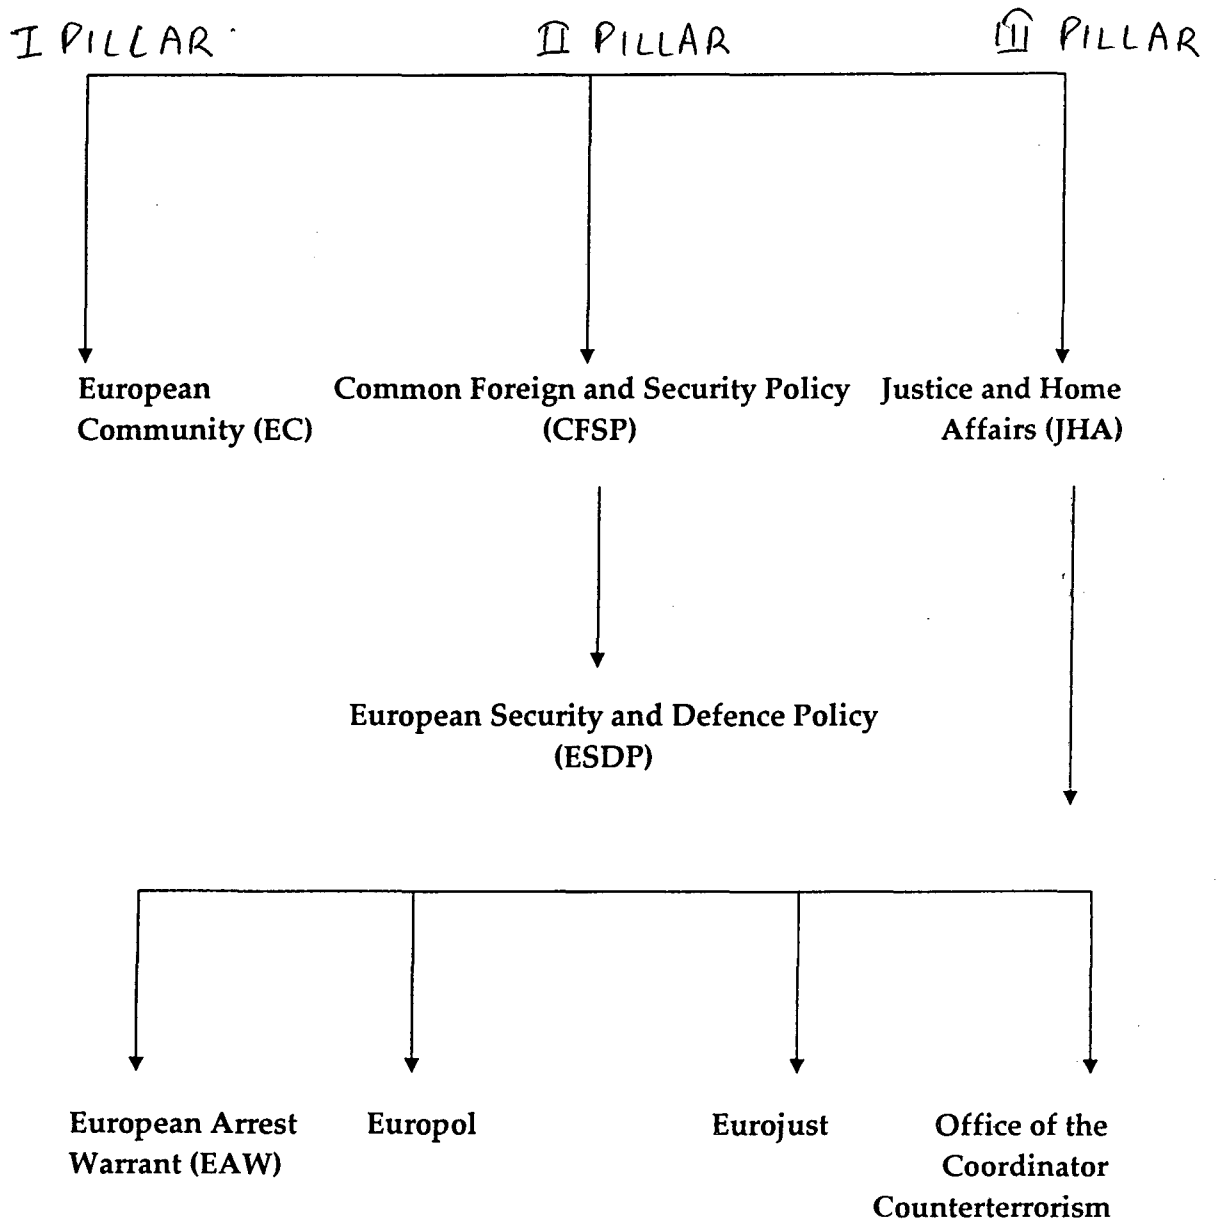 I PILLAR
II PILLAR
III PILLAR
European
Community (EC)
Common Foreign and Security Policy
(CFSP)
Justice and Home
Affairs (JHA)
European Security and Defence Policy
(ESDP)
European Arrest
Warrant (EAW)
Europol
Eurojust
Office of the
Coordinator
Counterterrorism